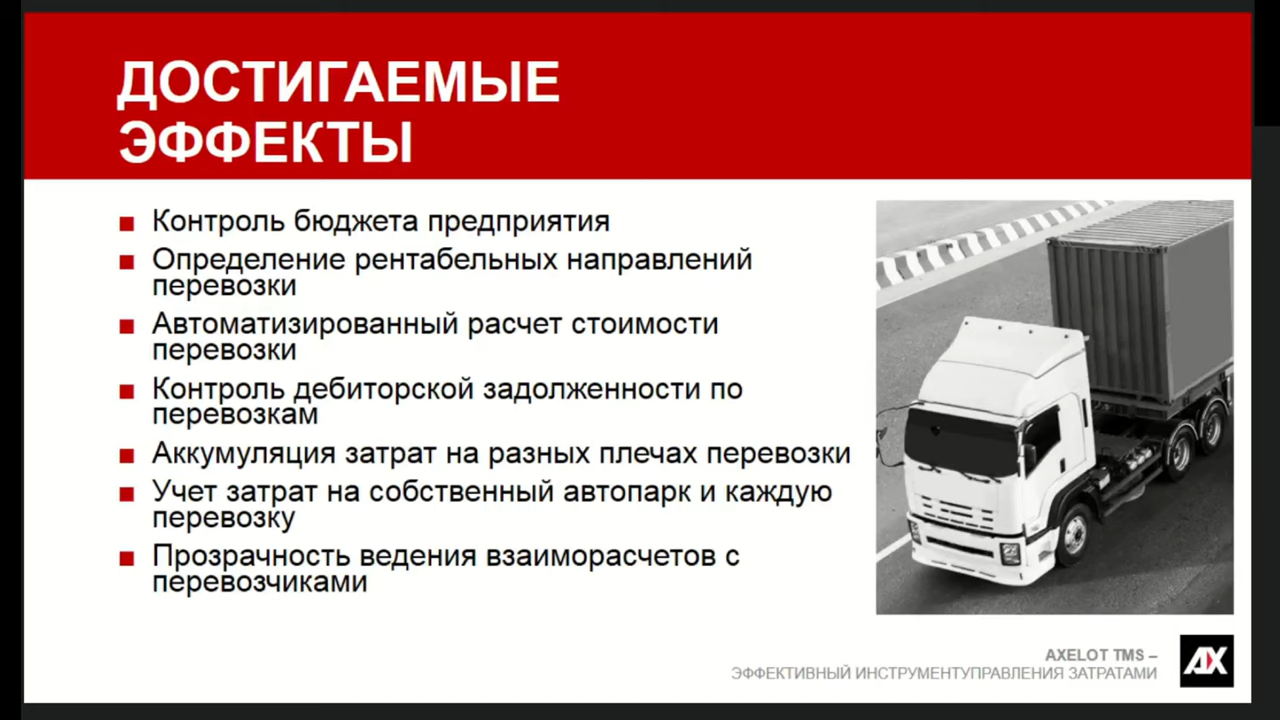 ДОСТИГАЕМЫЕ
ЭФФЕКТЫ
Контроль бюджета предприятия
Определение рентабельных направлений
перевозки
Автоматизированный расчет стоимости
перевозки
Контроль дебиторской задолженности по
перевозкам
Аккумуляция затрат на разных плечах перевозки
Учет затрат на собственный автопарк и каждую
перевозку
Прозрачность ведения взаиморасчетов с
перевозчиками
AXELOT TMS –
ЭФФЕКТИВНЫЙ ИНСТРУМЕНТУПРАВЛЕНИЯ ЗАТРАТАМИ
AX